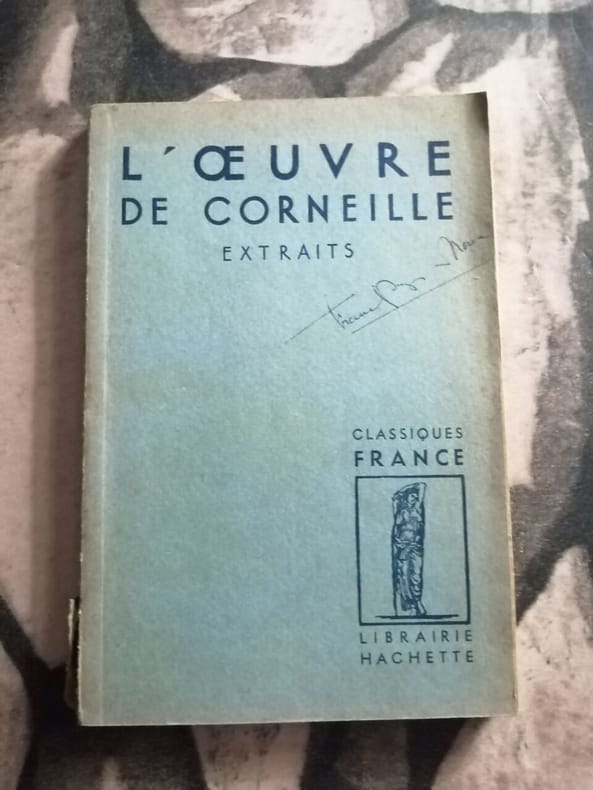 L'ŒUVRE
DE CORNEILLE
EXTRAITS
CLASSIQUES
FRANCE
LIBRAIRIE
HACHETTE